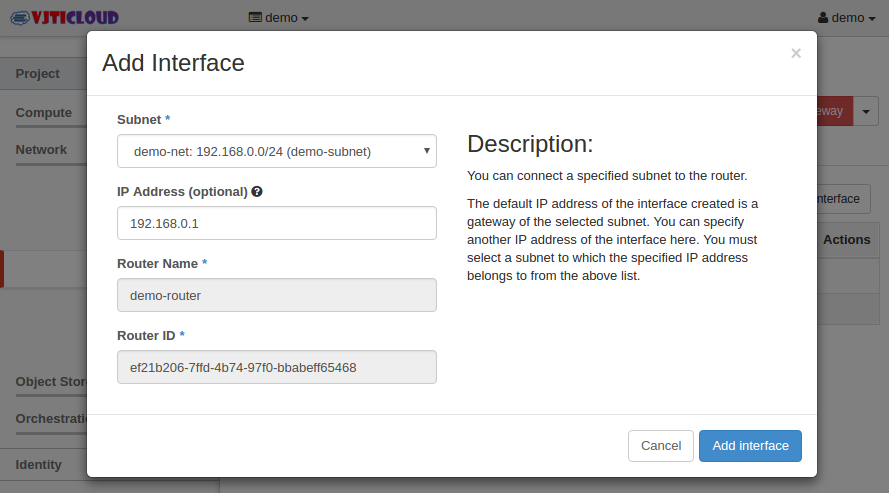 VJTICLOUD
demo
demo
Add Interface
×
Project
Compute
Network
Object Store
Identity
Subnet *
demo-net: 192.168.0.0/24 (demo-subnet)
IP Address (optional)
192.168.0.1
Router Name *
demo-router
Router ID *
ef21b206-7ffd-4b74-97f0-bbabeff65468
Description:
You can connect a specified subnet to the router.
The default IP address of the interface created is a
gateway of the selected subnet. You can specify
another IP address of the interface here. You must
select a subnet to which the specified IP address
belongs to from the above list.
Actions
Cancel
Add interface